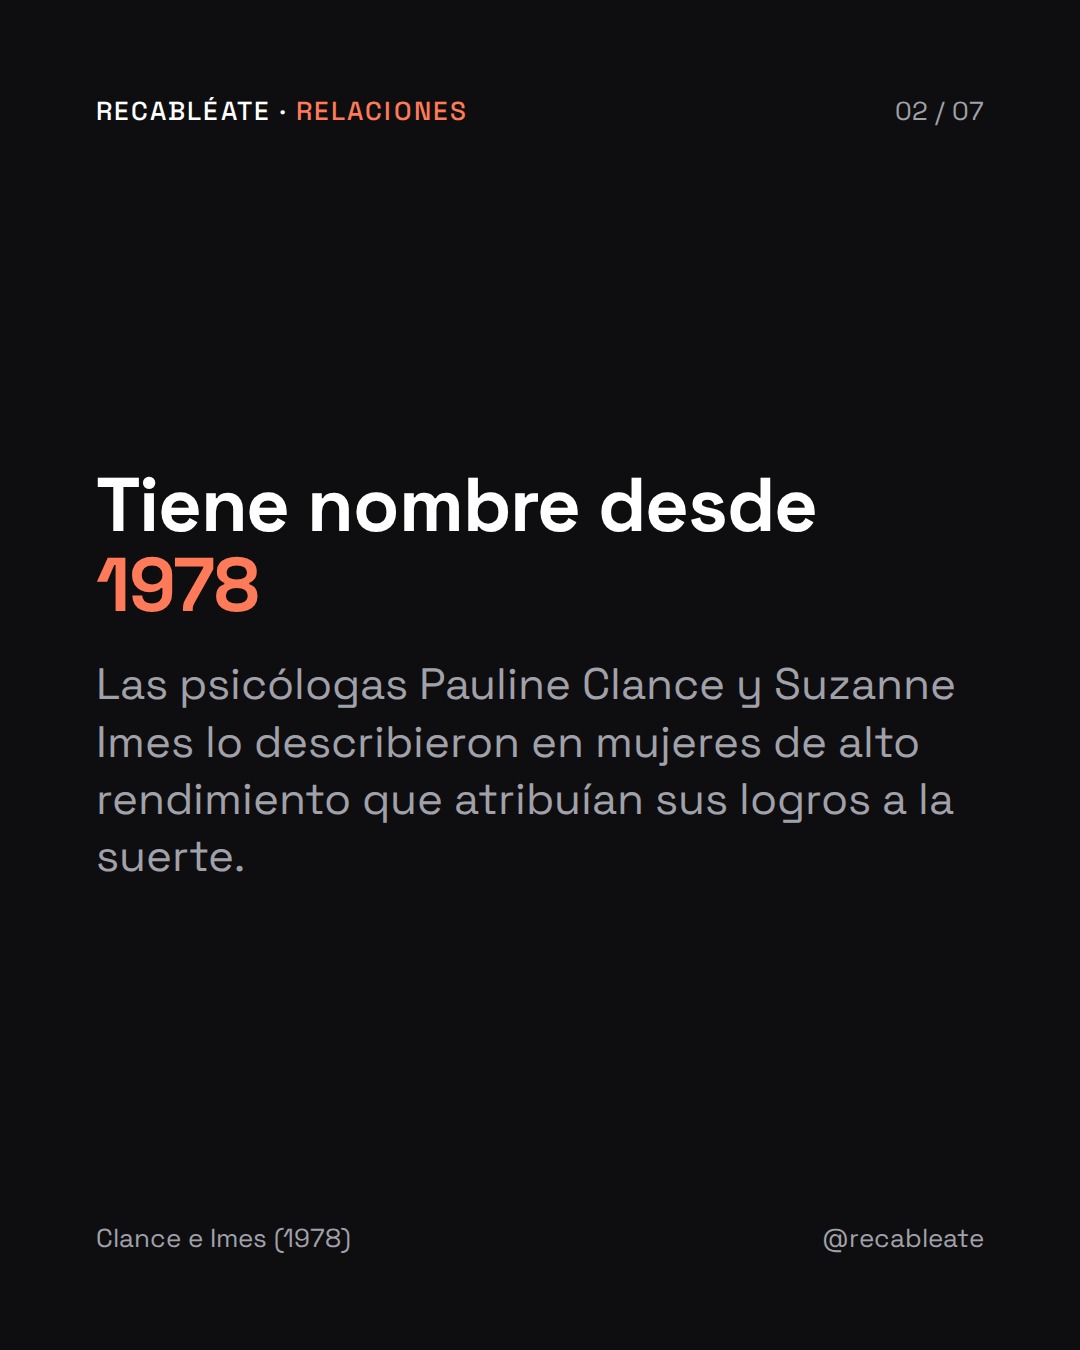 RECABLÉATE · RELACIONES
02 / 07
Tiene nombre desde
1978
Las psicólogas Pauline Clance y Suzanne
Imes lo describieron en mujeres de alto
rendimiento que atribuían sus logros a la
suerte.
Clance e Imes (1978)
@recableate